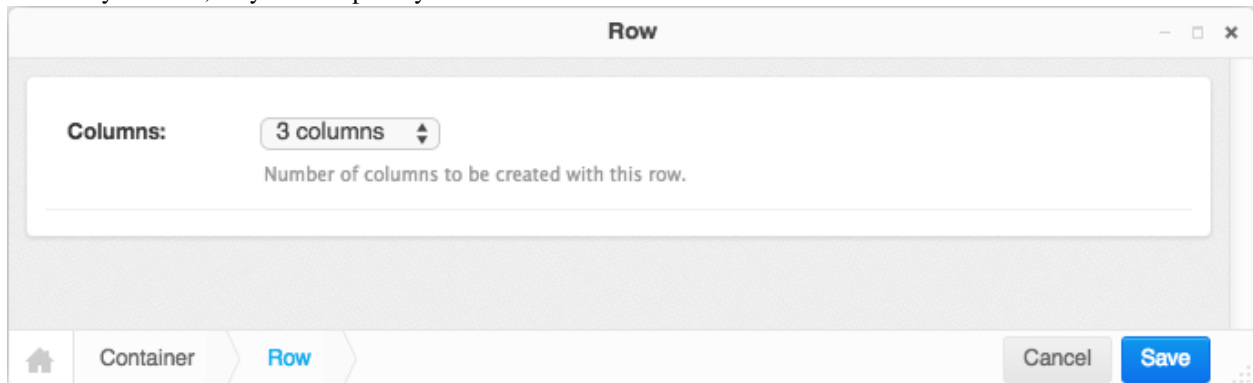 Row
Columns:
3 columns
Number of columns to be created with this row.
Container
Row
Cancel
Save